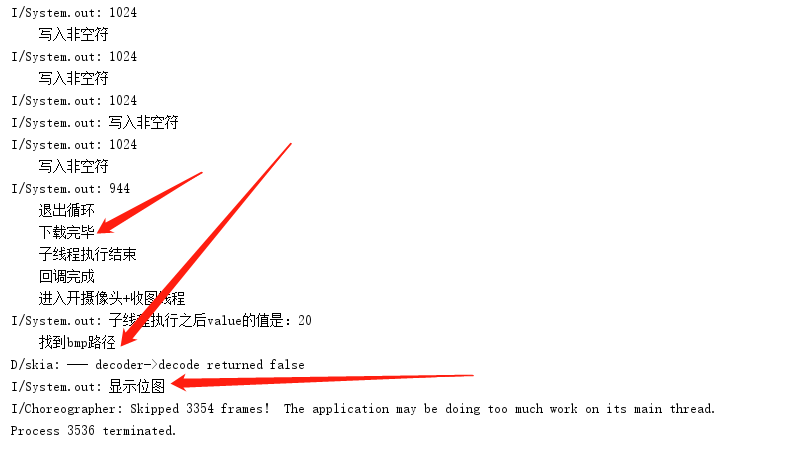 I/System.out: 1024
写入非空符
I/System.out: 1024
写入非空符
I/System.out: 1024
I/System.out: 写入非空符
I/System.out: 1024
写入非空符
I/System.out: 944
退出循环
下载完毕
子线程执行结束
回调完成
进入开摄像头+收图线程
I/System.out: 子线程执行之后value的值是: 20
找到bmp路径
D/skia: --- decoder->decode returned false
I/System.out: 显示位图
I/Choreographer: Skipped 3354 frames!  The application may be doing too much work on its main thread.
Process 3536 terminated.